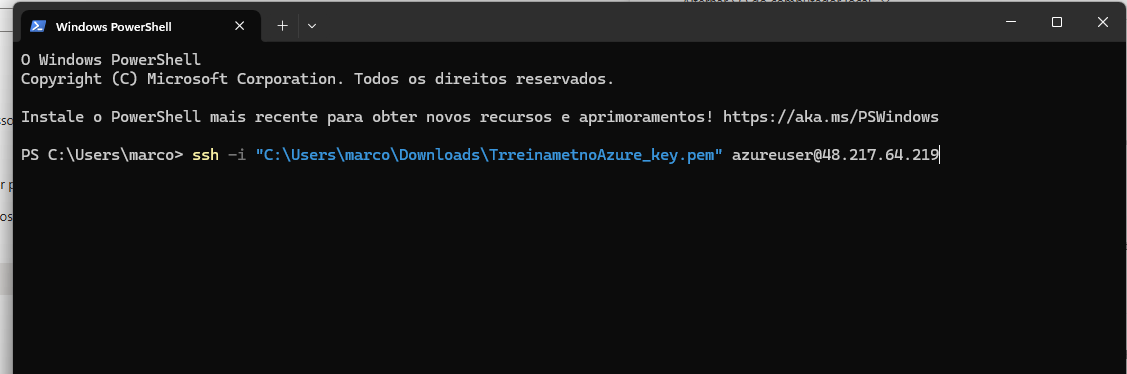 Windows PowerShell
O Windows PowerShell
Copyright (C) Microsoft Corporation. Todos os direitos reservados.
Instale o PowerShell mais recente para obter novos recursos e aprimoramentos! https://aka.ms/PSWindows
PS C:\Users\marco> ssh -i "C:\Users\marco\Downloads\TrreinametnoAzure_key.pem" azureuser@48.217.64.219